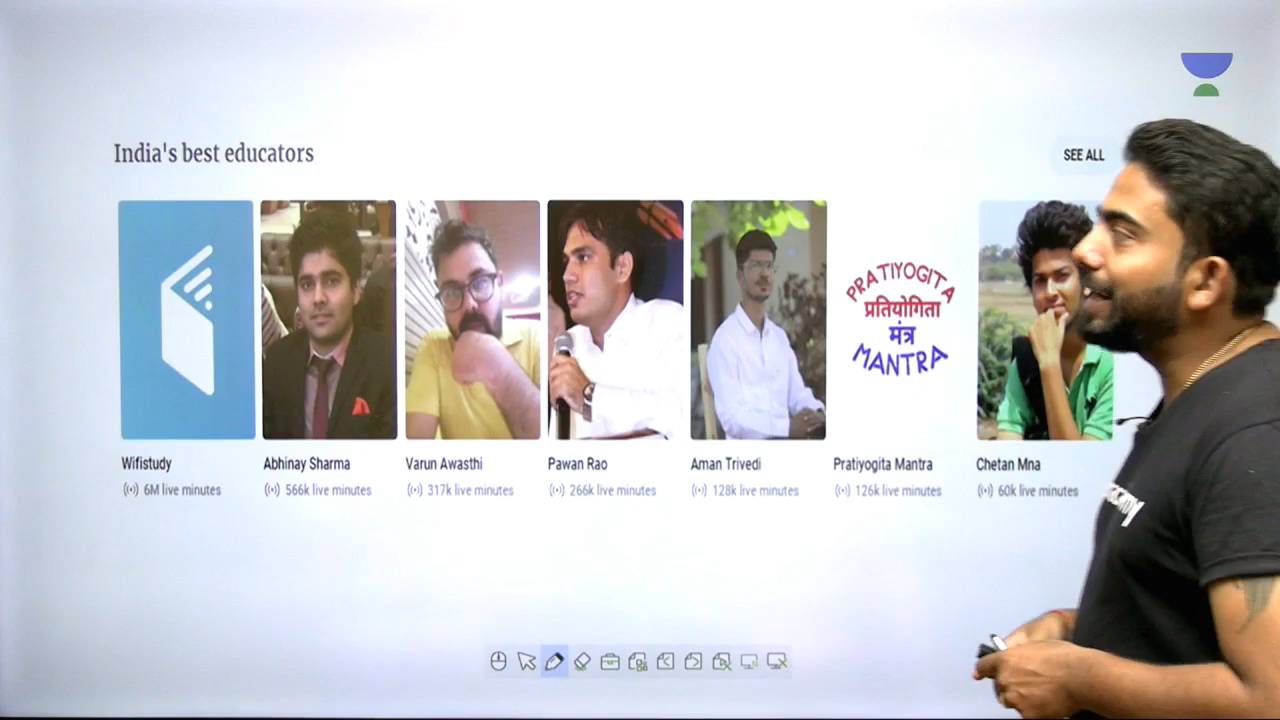 India's best educators
SEE ALL
PRATIYOGITA
प्रतियोगिता
मंत्र
MANTRA
Wifistudy
Abhinay Sharma
Varun Awasthi
Pawan Rao
Aman Trivedi
Pratiyogita Mantra
Chetan Mna
6M live minutes
566k live minutes
317k live minutes
266k live minutes
128k live minutes
126k live minutes
60k live minutes